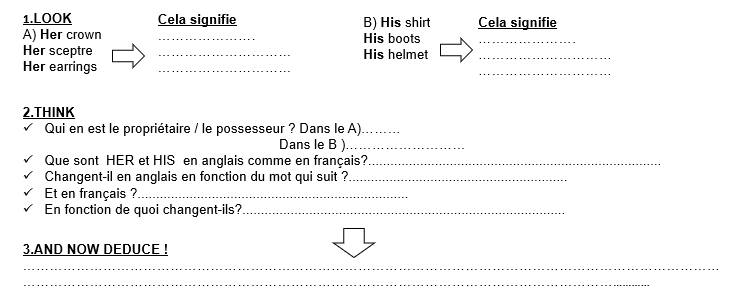 1.LOOK
A) Her crown
Her sceptre
Her earrings
Cela signifie
………………….
…………………………
…………………………
B) His shirt
His boots
His helmet
Cela signifie
………………….
…………………………
…………………………
2.THINK
✓ Qui en est le propriétaire / le possesseur ? Dans le A)………
Dans le B )………………………
✓ Que sont HER et HIS en anglais comme en français?...............................................................................
✓ Changent-il en anglais en fonction du mot qui suit ?...........................................................
✓ Et en français ?.........................................................................
✓ En fonction de quoi changent-ils?.......................................................................................
3.AND NOW DEDUCE !
……………………………………………………………………………………………………………………………………
……………………………………………………………………………………………………………………...........